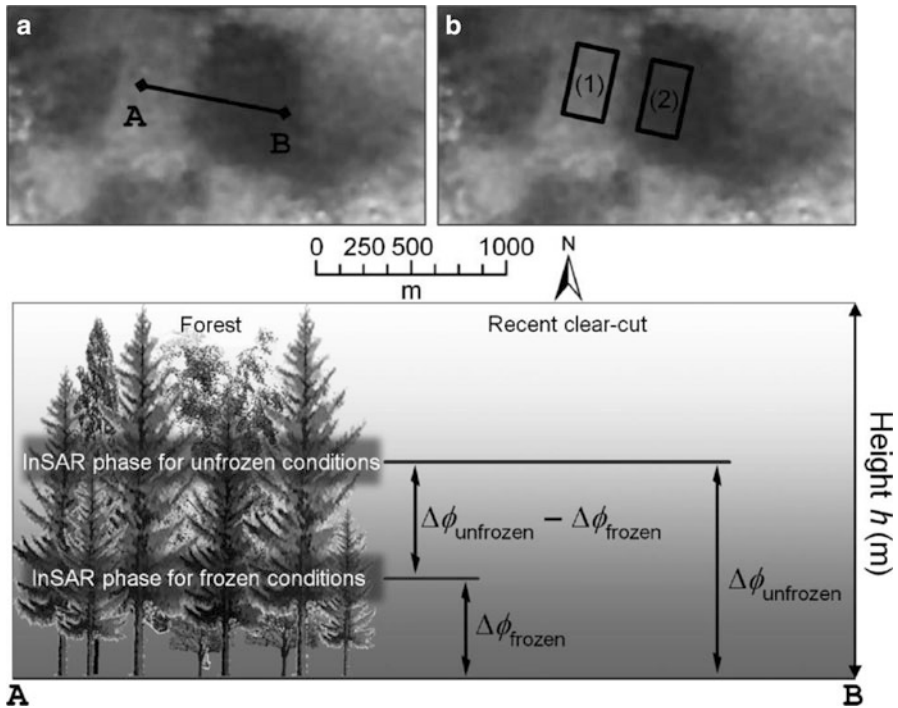 a
A
B
b
(1)
(2)
0 250 500 1000
m
N
Forest
Recent clear-cut
InSAR phase for unfrozen conditions
Δϕunfrozen − Δϕfrozen
InSAR phase for frozen conditions
Δϕfrozen
Δϕunfrozen
Height h (m)
A
B